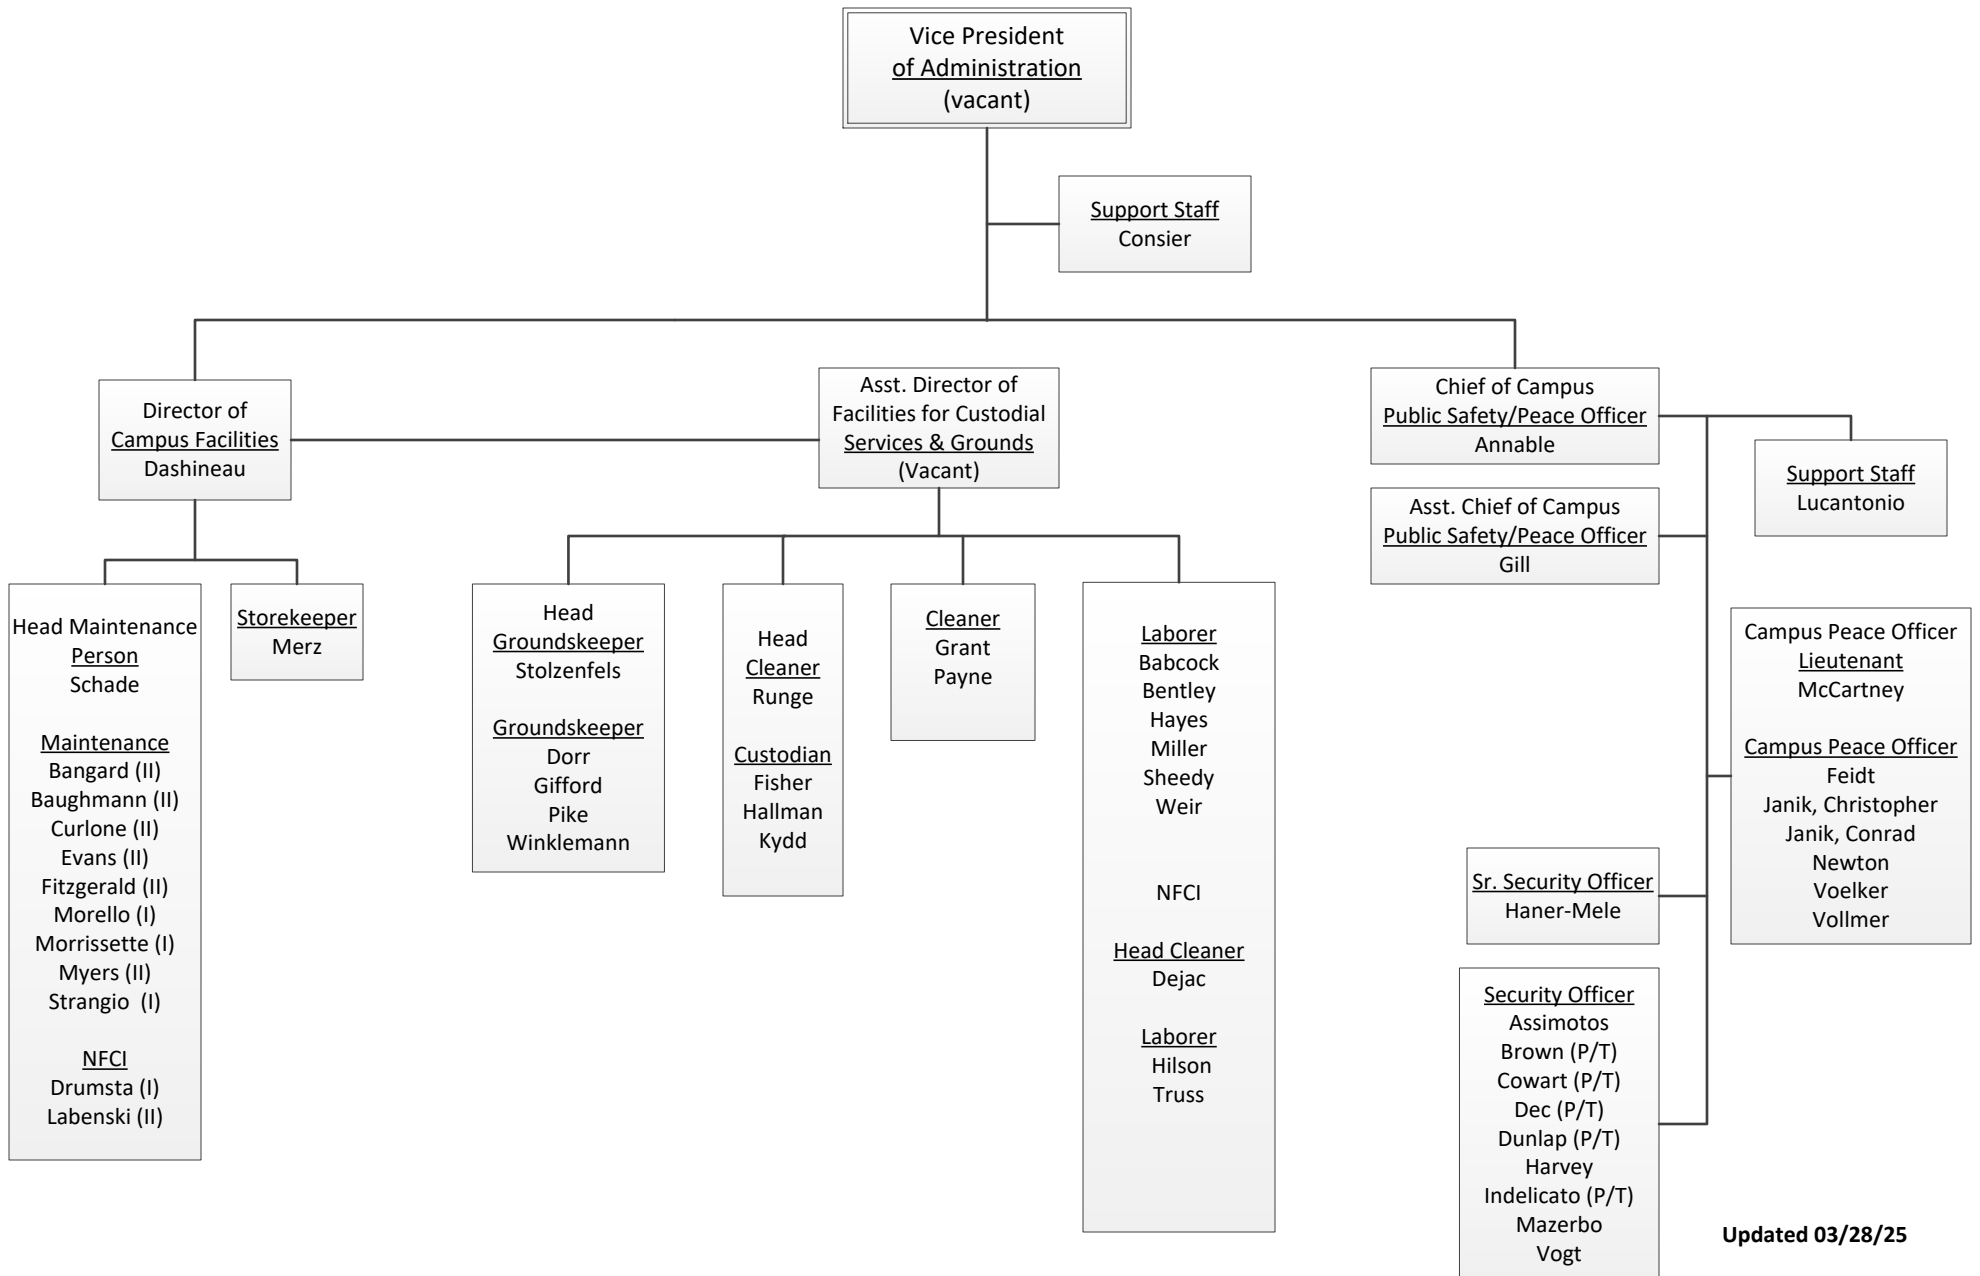 Vice President
of Administration
(vacant)
Support Staff
Consier
Director of
Campus Facilities
Dashineau
Asst. Director of
Facilities for Custodial
Services & Grounds
(Vacant)
Chief of Campus
Public Safety/Peace Officer
Annable
Support Staff
Lucantonio
Asst. Chief of Campus
Public Safety/Peace Officer
Gill
Head Maintenance
Person
Schade
Maintenance
Bangard (II)
Baughmann (II)
Curlone (II)
Evans (II)
Fitzgerald (II)
Morello (I)
Morrissette (I)
Myers (II)
Strangio  (I)
NFCI
Drumsta (I)
Labenski (II)
Storekeeper
Merz
Head
Groundskeeper
Stolzenfels
Groundskeeper
Dorr
Gifford
Pike
Winklemann
Head
Cleaner
Runge
Custodian
Fisher
Hallman
Kydd
Cleaner
Grant
Payne
Laborer
Babcock
Bentley
Hayes
Miller
Sheedy
Weir
NFCI
Head Cleaner
Dejac
Laborer
Hilson
Truss
Campus Peace Officer
Lieutenant
McCartney
Campus Peace Officer
Feidt
Janik, Christopher
Janik, Conrad
Newton
Voelker
Vollmer
Sr. Security Officer
Haner-Mele
Security Officer
Assimotos
Brown (P/T)
Cowart (P/T)
Dec (P/T)
Dunlap (P/T)
Harvey
Indelicato (P/T)
Mazerbo
Vogt
Updated 03/28/25